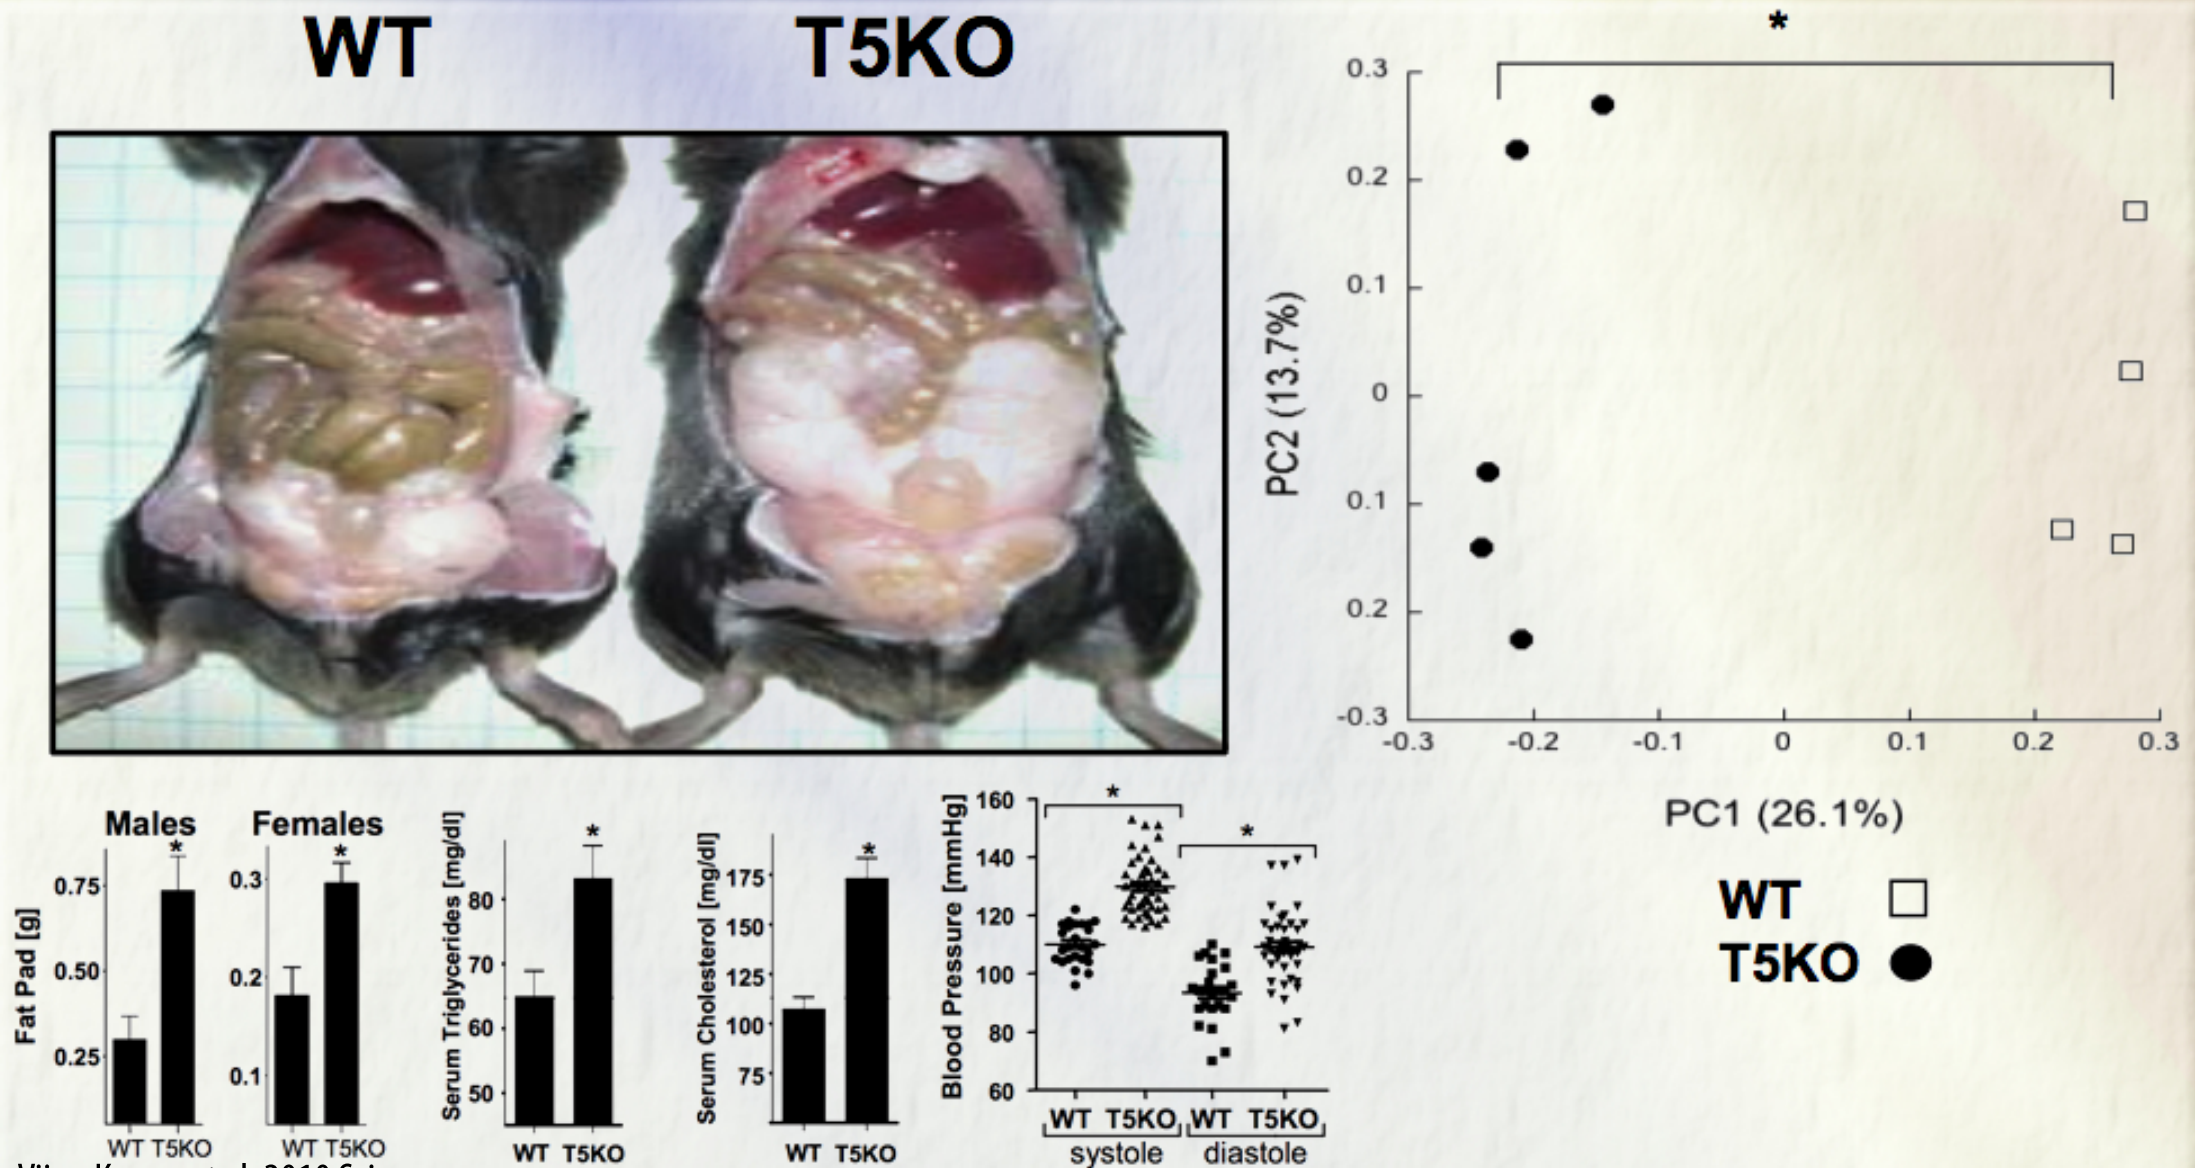 WT T5KO
*
0.3
0.2
0.1
0
0.1
0.2
-0.3
PC2 (13.7%)
-0.3 -0.2 -0.1 0 0.1 0.2 0.3
PC1 (26.1%)
WT
T5KO
Males
*
Fat Pad [g]
0.75
0.50
0.25
WT T5KO
Females
*
0.3
0.2
0.1
WT T5KO
Serum Triglycerides [mg/dl]
*
80
70
60
50
WT T5KO
Serum Cholesterol [mg/dl]
*
175
150
125
100
75
WT T5KO
Blood Pressure [mmHg]
* *
160
140
120
100
80
60
WT T5KO WT T5KO
systole diastole